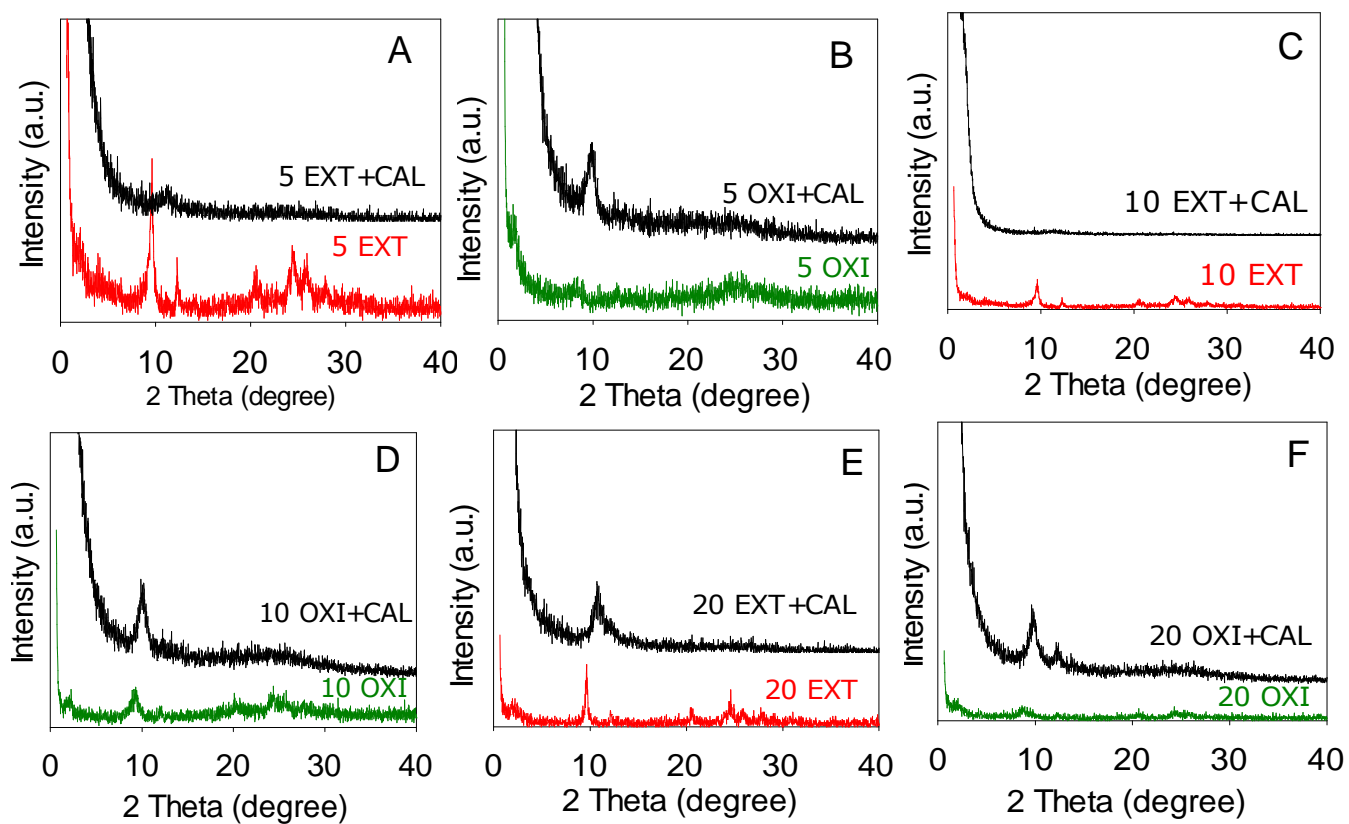 A
Intensity (a.u.)
5 EXT+CAL
5 EXT
0 10 20 30 40
2 Theta (degree)
B
Intensity (a.u.)
5 OXI+CAL
5 OXI
0 10 20 30 40
2 Theta (degree)
C
Intensity (a.u.)
10 EXT+CAL
10 EXT
0 10 20 30 40
2 Theta (degree)
D
Intensity (a.u.)
10 OXI+CAL
10 OXI
0 10 20 30 40
2 Theta (degree)
E
Intensity (a.u.)
20 EXT+CAL
20 EXT
0 10 20 30 40
2 Theta (degree)
F
Intensity (a.u.)
20 OXI+CAL
20 OXI
0 10 20 30 40
2 Theta (degree)